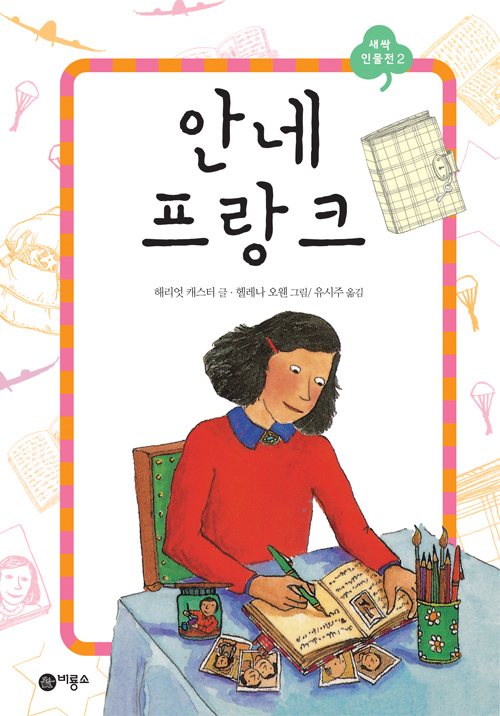 새싹
인물전 2
안네
프랑크
해리엇 캐스터 글 · 헬레나 오웬 그림/ 유시주 옮김
비룡소